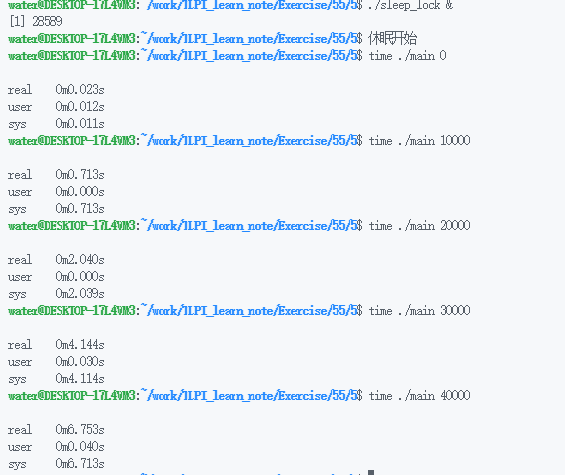 water@DESKTOP-17L4VM3:~/work/TLPI_learn_note/Exercise/55/5$ ./sleep_lock &
[1] 28589
water@DESKTOP-17L4VM3:~/work/TLPI_learn_note/Exercise/55/5$ 休眠开始
water@DESKTOP-17L4VM3:~/work/TLPI_learn_note/Exercise/55/5$ time ./main 0
real 0m0.023s
user 0m0.012s
sys 0m0.011s
water@DESKTOP-17L4VM3:~/work/TLPI_learn_note/Exercise/55/5$ time ./main 10000
real 0m0.713s
user 0m0.000s
sys 0m0.713s
water@DESKTOP-17L4VM3:~/work/TLPI_learn_note/Exercise/55/5$ time ./main 20000
real 0m2.040s
user 0m0.000s
sys 0m2.039s
water@DESKTOP-17L4VM3:~/work/TLPI_learn_note/Exercise/55/5$ time ./main 30000
real 0m4.144s
user 0m0.030s
sys 0m4.114s
water@DESKTOP-17L4VM3:~/work/TLPI_learn_note/Exercise/55/5$ time ./main 40000
real 0m6.753s
user 0m0.040s
sys 0m6.713s